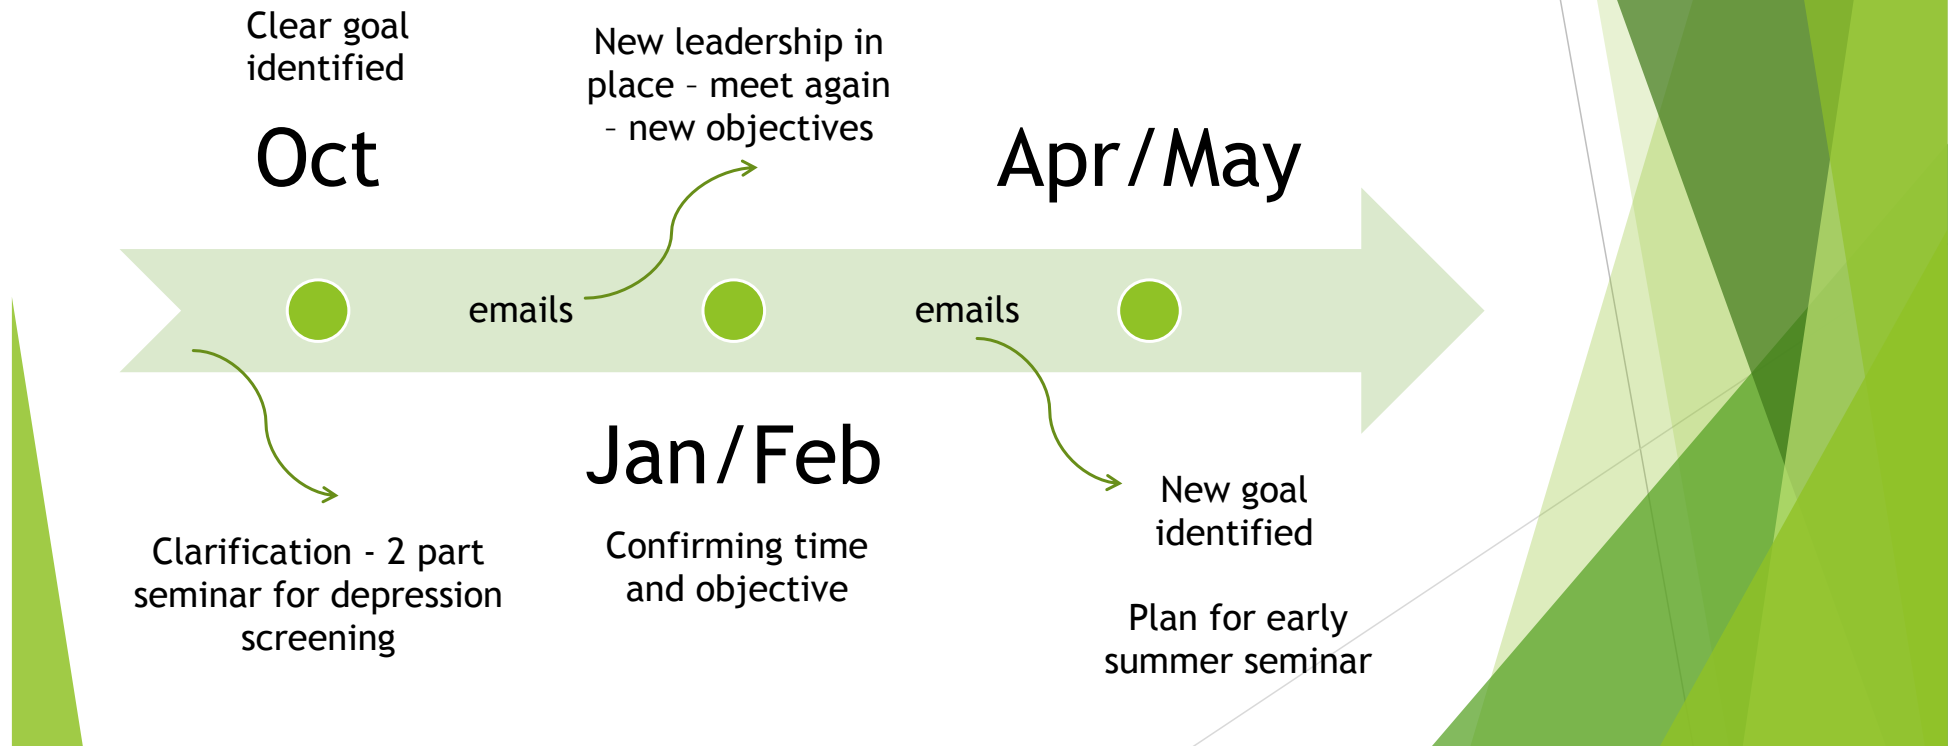 Clear goal
identified
Oct
New leadership in
place – meet again
– new objectives
Apr/May
emails
emails
Clarification - 2 part
seminar for depression
screening
Jan/Feb
Confirming time
and objective
New goal
identified
Plan for early
summer seminar